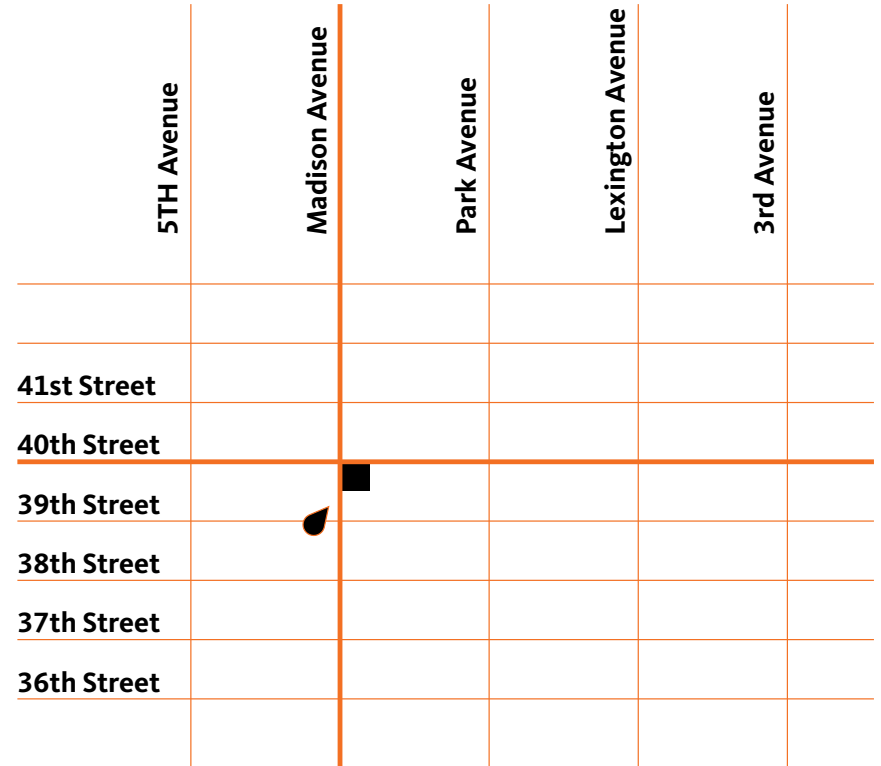 5TH Avenue
Madison Avenue
Park Avenue
Lexington Avenue
3rd Avenue
41st Street
40th Street
39th Street
38th Street
37th Street
36th Street